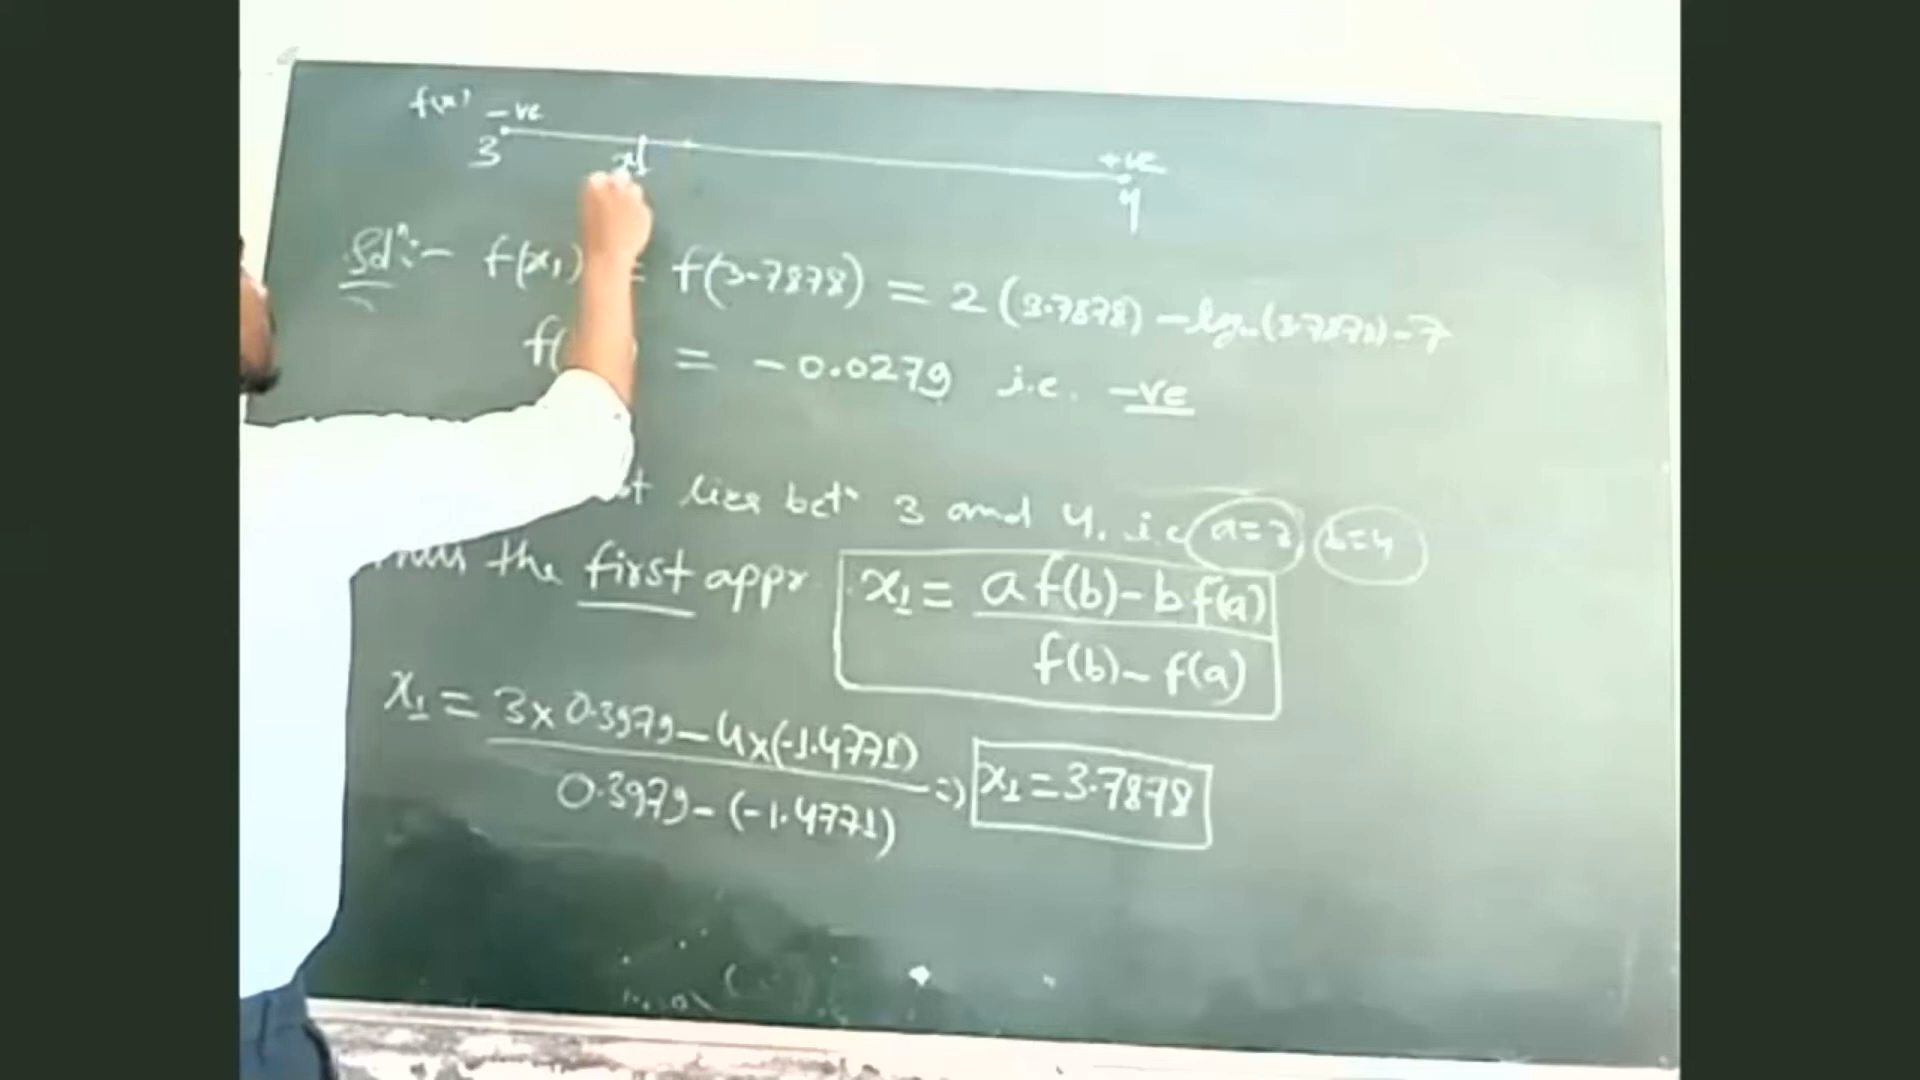 f(x) -ve +ve
3 x1 4
Soln:- f(x₁) = f(3.7878) = 2(3.7878) - log₁₀(3.7878) - 7
f( = -0.0279 i.e. -ve
lies betn 3 and 4. i.e. a=3 b=4
the first appr x₁ = a f(b) - b f(a)
f(b) - f(a)
x₁ = 3 x 0.3979 - 4 x (-1.4771)
0.3979 - (-1.4771) => x₁ = 3.7878